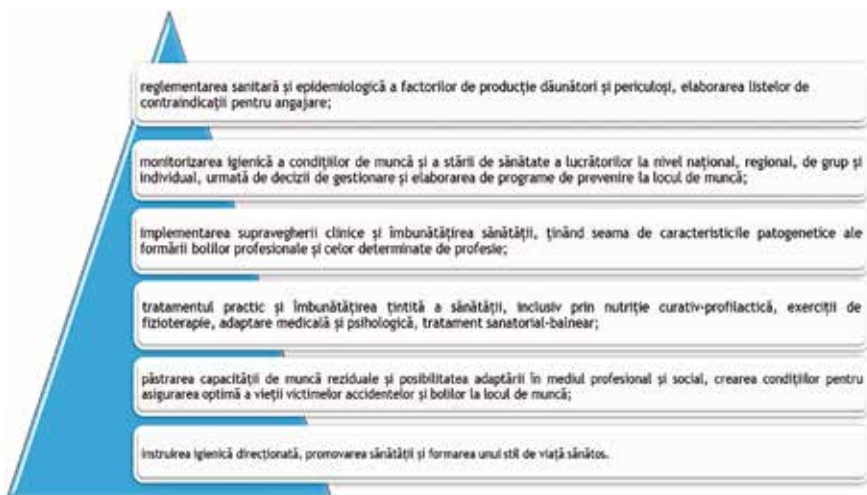 reglementarea sanitară și epidemiologică a factorilor de producție dăunători și periculoși, elaborarea listelor de
contraindicații pentru angajare;
monitorizarea igienică a condițiilor de muncă și a stării de sănătate a lucrătorilor la nivel național, regional, de grup și
individual, urmată de decizii de gestionare și elaborarea de programe de prevenire la locul de muncă;
implementarea supravegherii clinice și îmbunătățirea sănătății, ținând seama de caracteristicile patogenetice ale
formării bolilor profesionale și celor determinate de profesie;
tratamentul practic și îmbunătățirea țintită a sănătății, inclusiv prin nutriție curativ-profilactică, exerciții de
fizioterapie, adaptare medicală și psihologică, tratament sanatorial-balnear;
păstrarea capacității de muncă reziduale și posibilitatea adaptării în mediul profesional și social, crearea condițiilor pentru
asigurarea optimă a vieții victimelor accidentelor și bolilor la locul de muncă;
instruirea igienică direcționată, promovarea sănătății și formarea unui stil de viață sănătos.